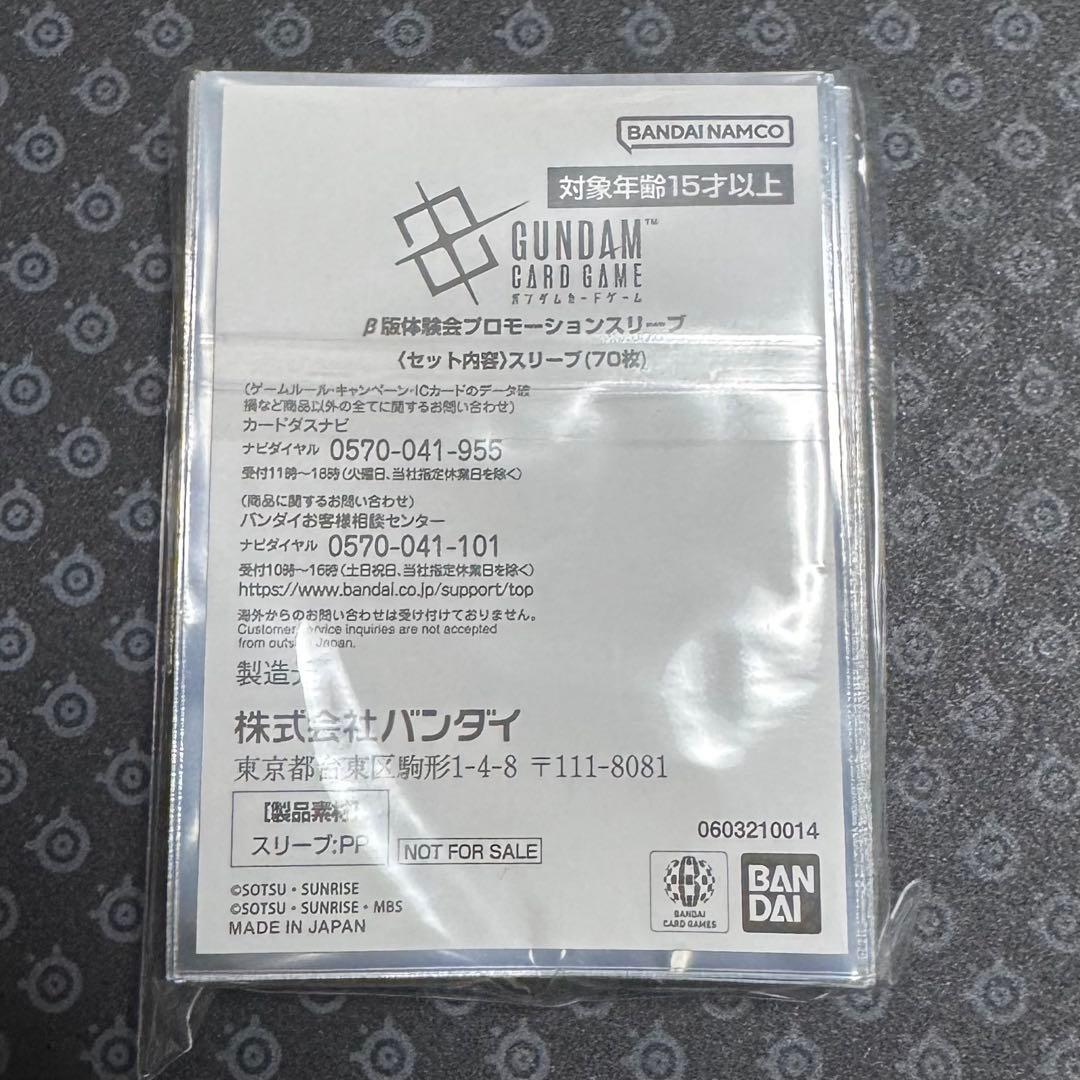 BANDAI NAMCO
対象年齢15才以上
GUNDAM™
CARD GAME
ガンダムカードゲーム
β版体験会プロモーションスリーブ
〈セット内容〉スリーブ(70枚)
(ゲームルール・キャンペーン・ICカードのデータ破
損など商品以外の全てに関するお問い合わせ)
カードダスナビ
ナビダイヤル 0570-041-955
受付11時〜16時(火曜日、当社指定休業日を除く)
(商品に関するお問い合わせ)
バンダイお客様相談センター
ナビダイヤル 0570-041-101
受付10時〜16時(土日祝日、当社指定休業日を除く)
https://www.bandai.co.jp/support/top
海外からのお問い合わせは受け付けておりません。
Customer service inquiries are not accepted
from outside Japan.
製造
株式会社バンダイ
東京都台東区駒形1-4-8 〒111-8081
[製品素材]
スリーブ:PP
NOT FOR SALE
0603210014
BANDAI
CARD GAMES
BAN
DAI
©SOTSU・SUNRISE
©SOTSU・SUNRISE・MBS
MADE IN JAPAN